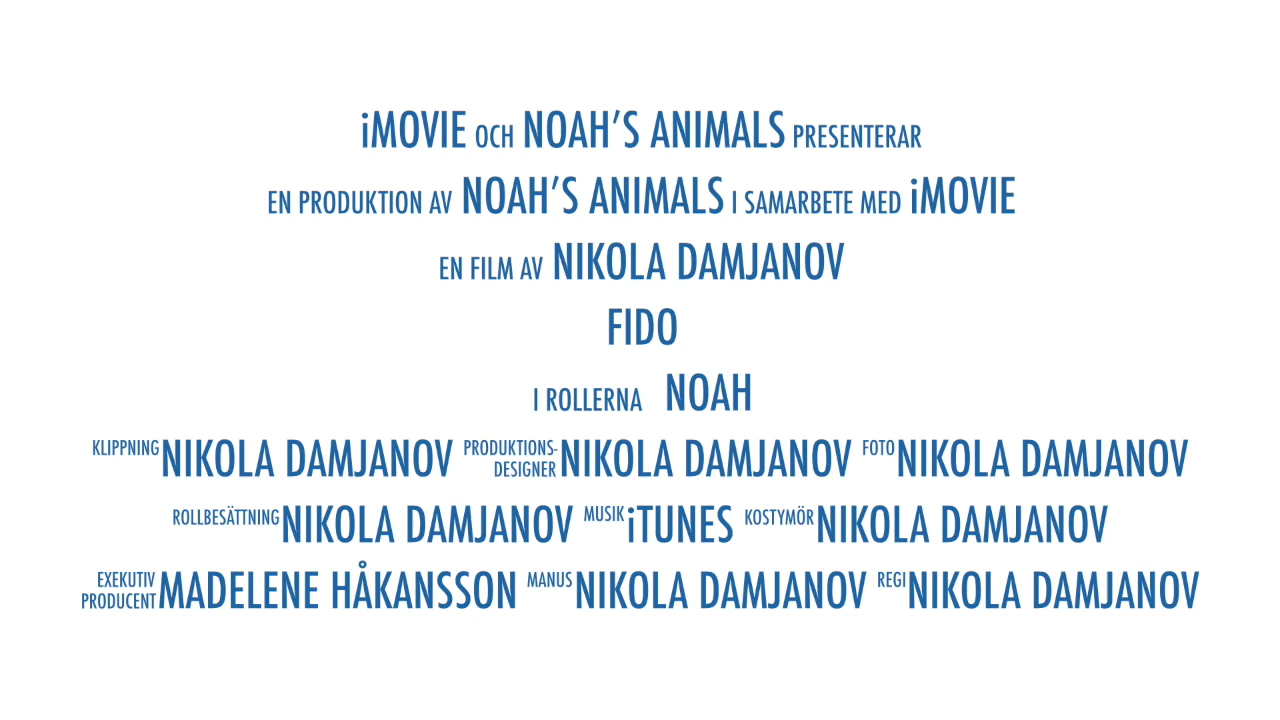 iMOVIE OCH NOAH'S ANIMALS PRESENTERAR
EN PRODUKTION AV NOAH'S ANIMALS I SAMARBETE MED iMOVIE
EN FILM AV NIKOLA DAMJANOV
FIDO
I ROLLERNA NOAH
KLIPPNING NIKOLA DAMJANOV PRODUKTIONS-DESIGNER NIKOLA DAMJANOV FOTO NIKOLA DAMJANOV
ROLLBESÄTTNING NIKOLA DAMJANOV MUSIK iTUNES KOSTYMÖR NIKOLA DAMJANOV
EXEKUTIV PRODUCENT MADELENE HÅKANSSON MANUS NIKOLA DAMJANOV REGI NIKOLA DAMJANOV